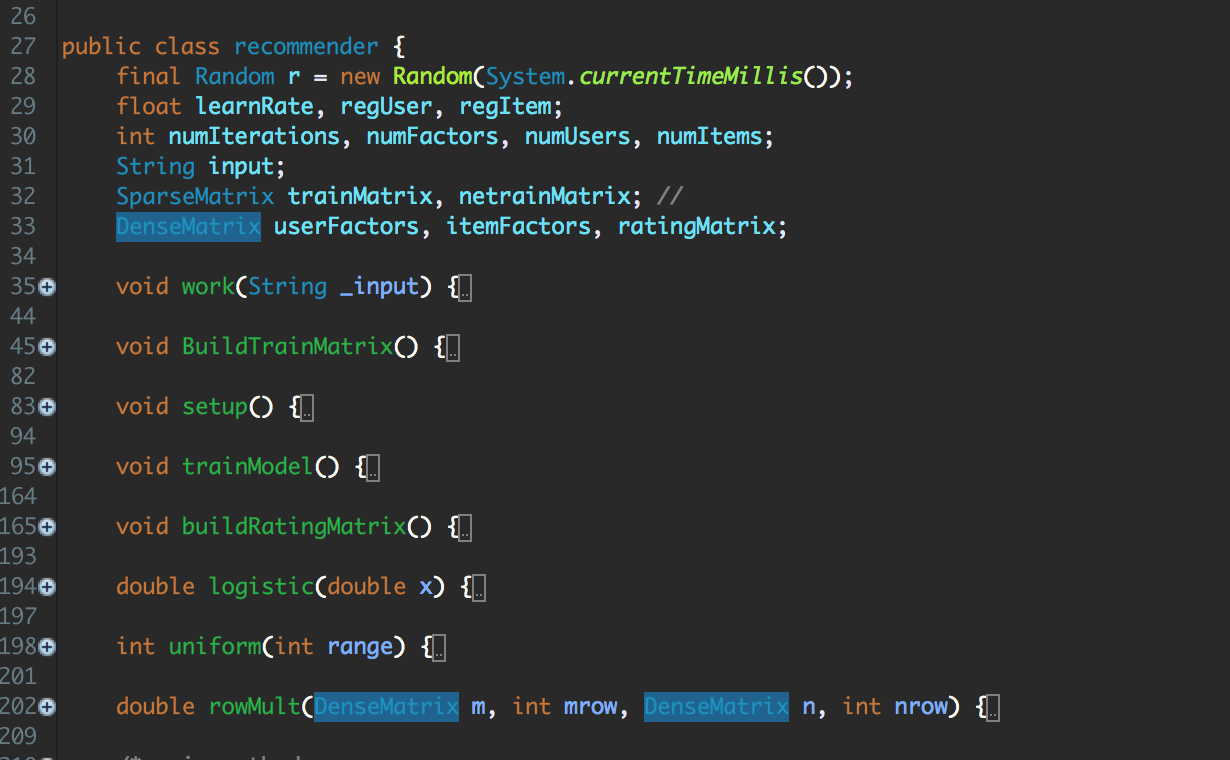 26
27 public class recommender {
28 final Random r = new Random(System.currentTimeMillis());
29 float learnRate, regUser, regItem;
30 int numIterations, numFactors, numUsers, numItems;
31 String input;
32 SparseMatrix trainMatrix, netrainMatrix; //
33 DenseMatrix userFactors, itemFactors, ratingMatrix;
34
35 void work(String _input) {..
44
45 void BuildTrainMatrix() {..
82
83 void setup() {..
94
95 void trainModel() {..
164
165 void buildRatingMatrix() {..
193
194 double logistic(double x) {..
197
198 int uniform(int range) {..
201
202 double rowMult(DenseMatrix m, int mrow, DenseMatrix n, int nrow) {..
209